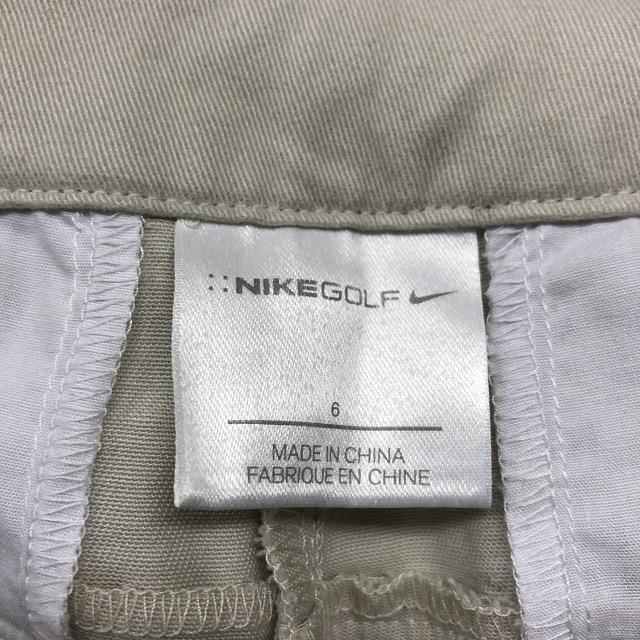 ::NIKEGOLF
6
MADE IN CHINA
FABRIQUE EN CHINE